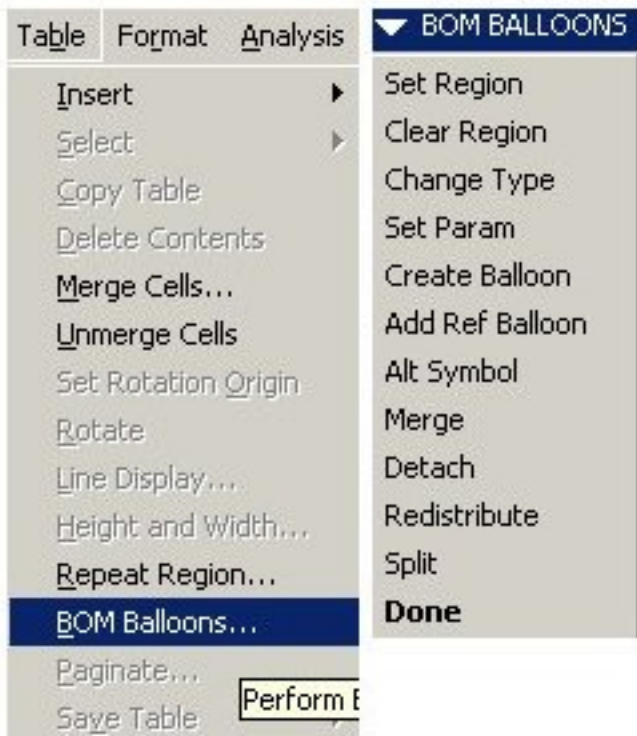 Table Format Analysis
Insert
Select
Copy Table
Delete Contents
Merge Cells...
Unmerge Cells
Set Rotation Origin
Rotate
Line Display...
Height and Width...
Repeat Region...
BOM Balloons...
Paginate...
Perform
Save Table
BOM BALLOONS
Set Region
Clear Region
Change Type
Set Param
Create Balloon
Add Ref Balloon
Alt Symbol
Merge
Detach
Redistribute
Split
Done